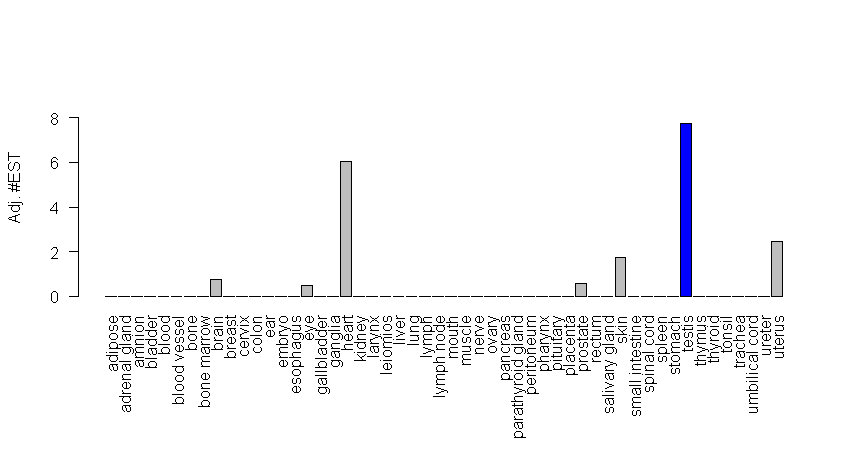 Adj. #EST
8
6
4
2
0
adipose
adrenal gland
amnion
bladder
blood
blood vessel
bone
bone marrow
brain
breast
cervix
colon
ear
embryo
esophagus
eye
gallbladder
ganglia
heart
kidney
larynx
leiomios
liver
lung
lymph
lymph node
mouth
muscle
nerve
ovary
pancreas
parathyroid gland
peritoneum
pharynx
pituitary
placenta
prostate
rectum
salivary gland
skin
small intestine
spinal cord
spleen
stomach
testis
thymus
thyroid
tonsil
trachea
umbilical cord
ureter
uterus